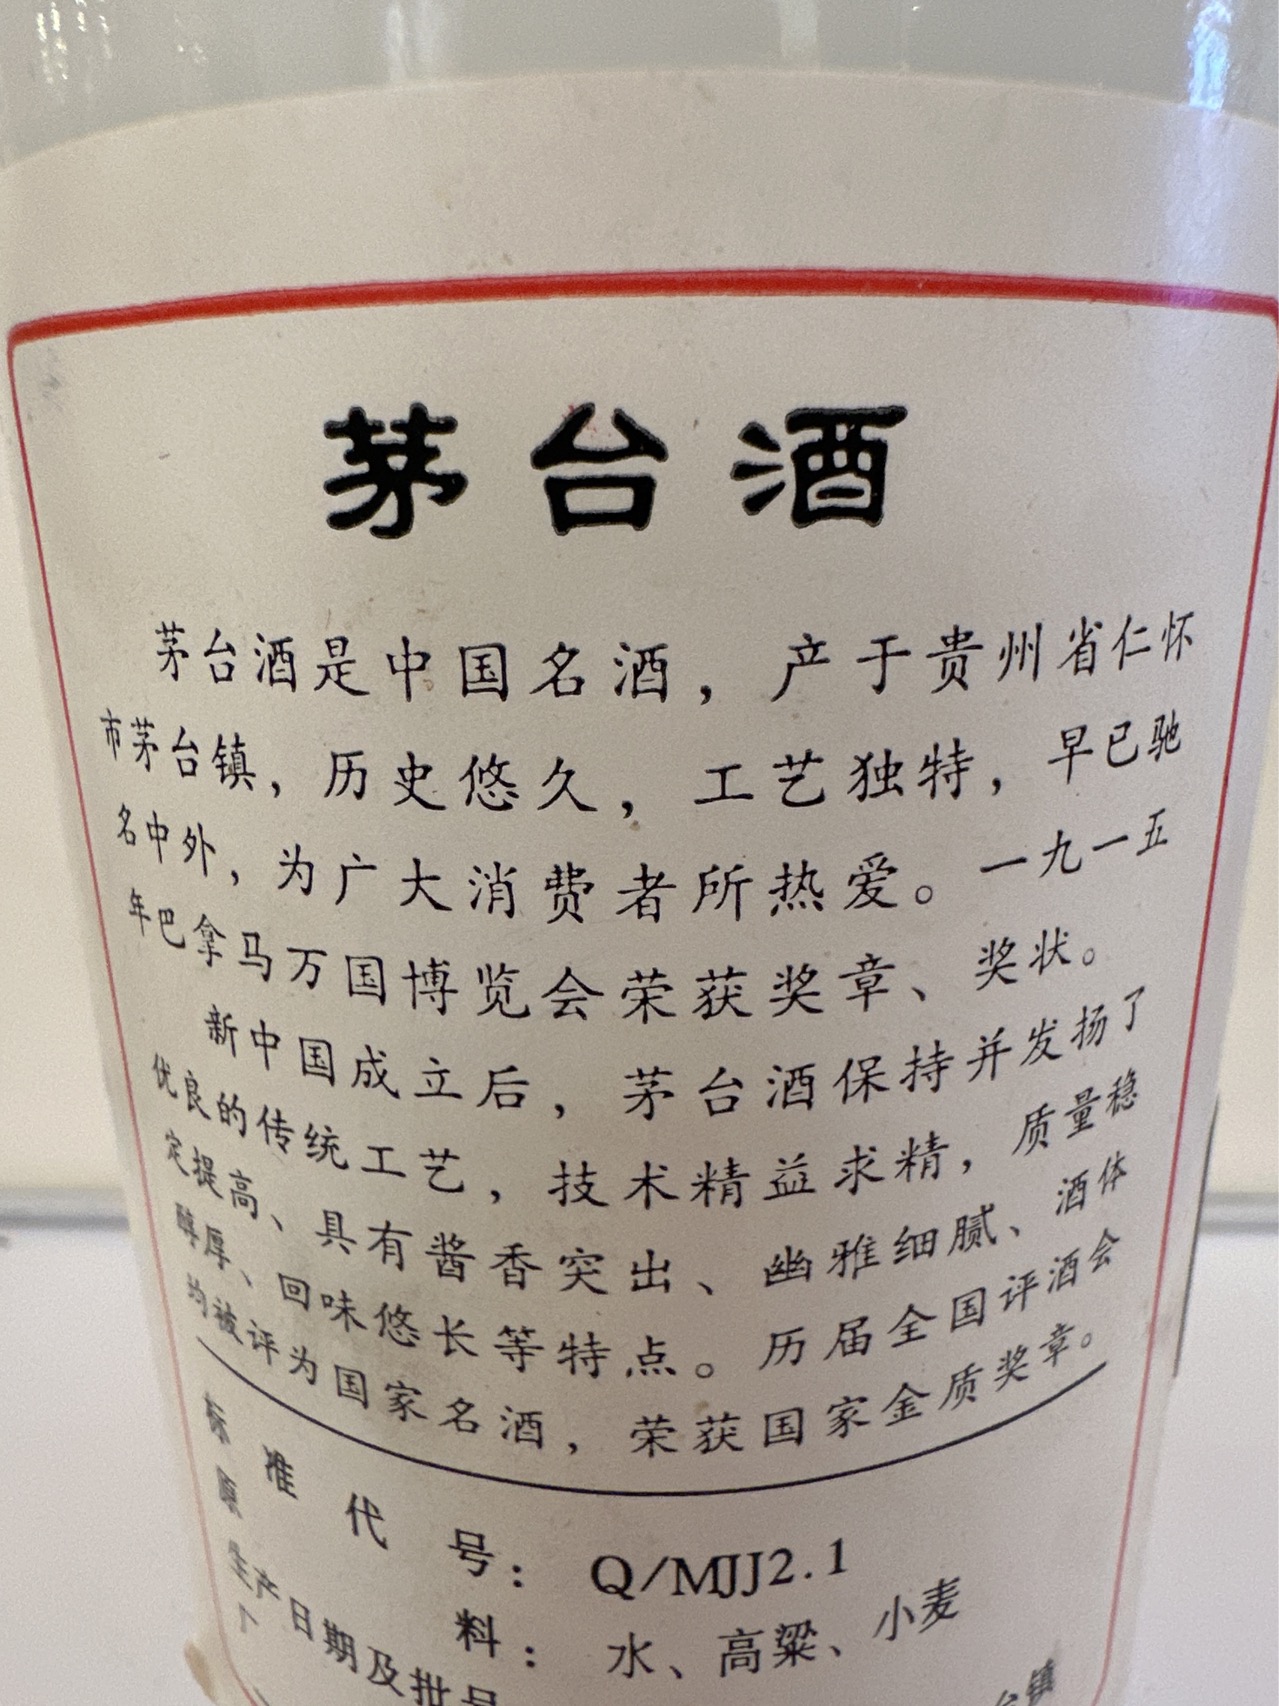 茅台酒
茅台酒是中国名酒，产于贵州省仁怀
市茅台镇，历史悠久，工艺独特，早已驰
名中外，为广大消费者所热爱。一九一五
年巴拿马万国博览会荣获奖章、奖状。
新中国成立后，茅台酒保持并发扬了
优良的传统工艺，技术精益求精，质量稳
定提高、具有酱香突出、幽雅细腻、酒体
醇厚、回味悠长等特点。历届全国评酒会
均被评为国家名酒，荣获国家金质奖章。
标准代号：Q/MJJ2.1
原料：水、高粱、小麦
生产日期及批号
台镇